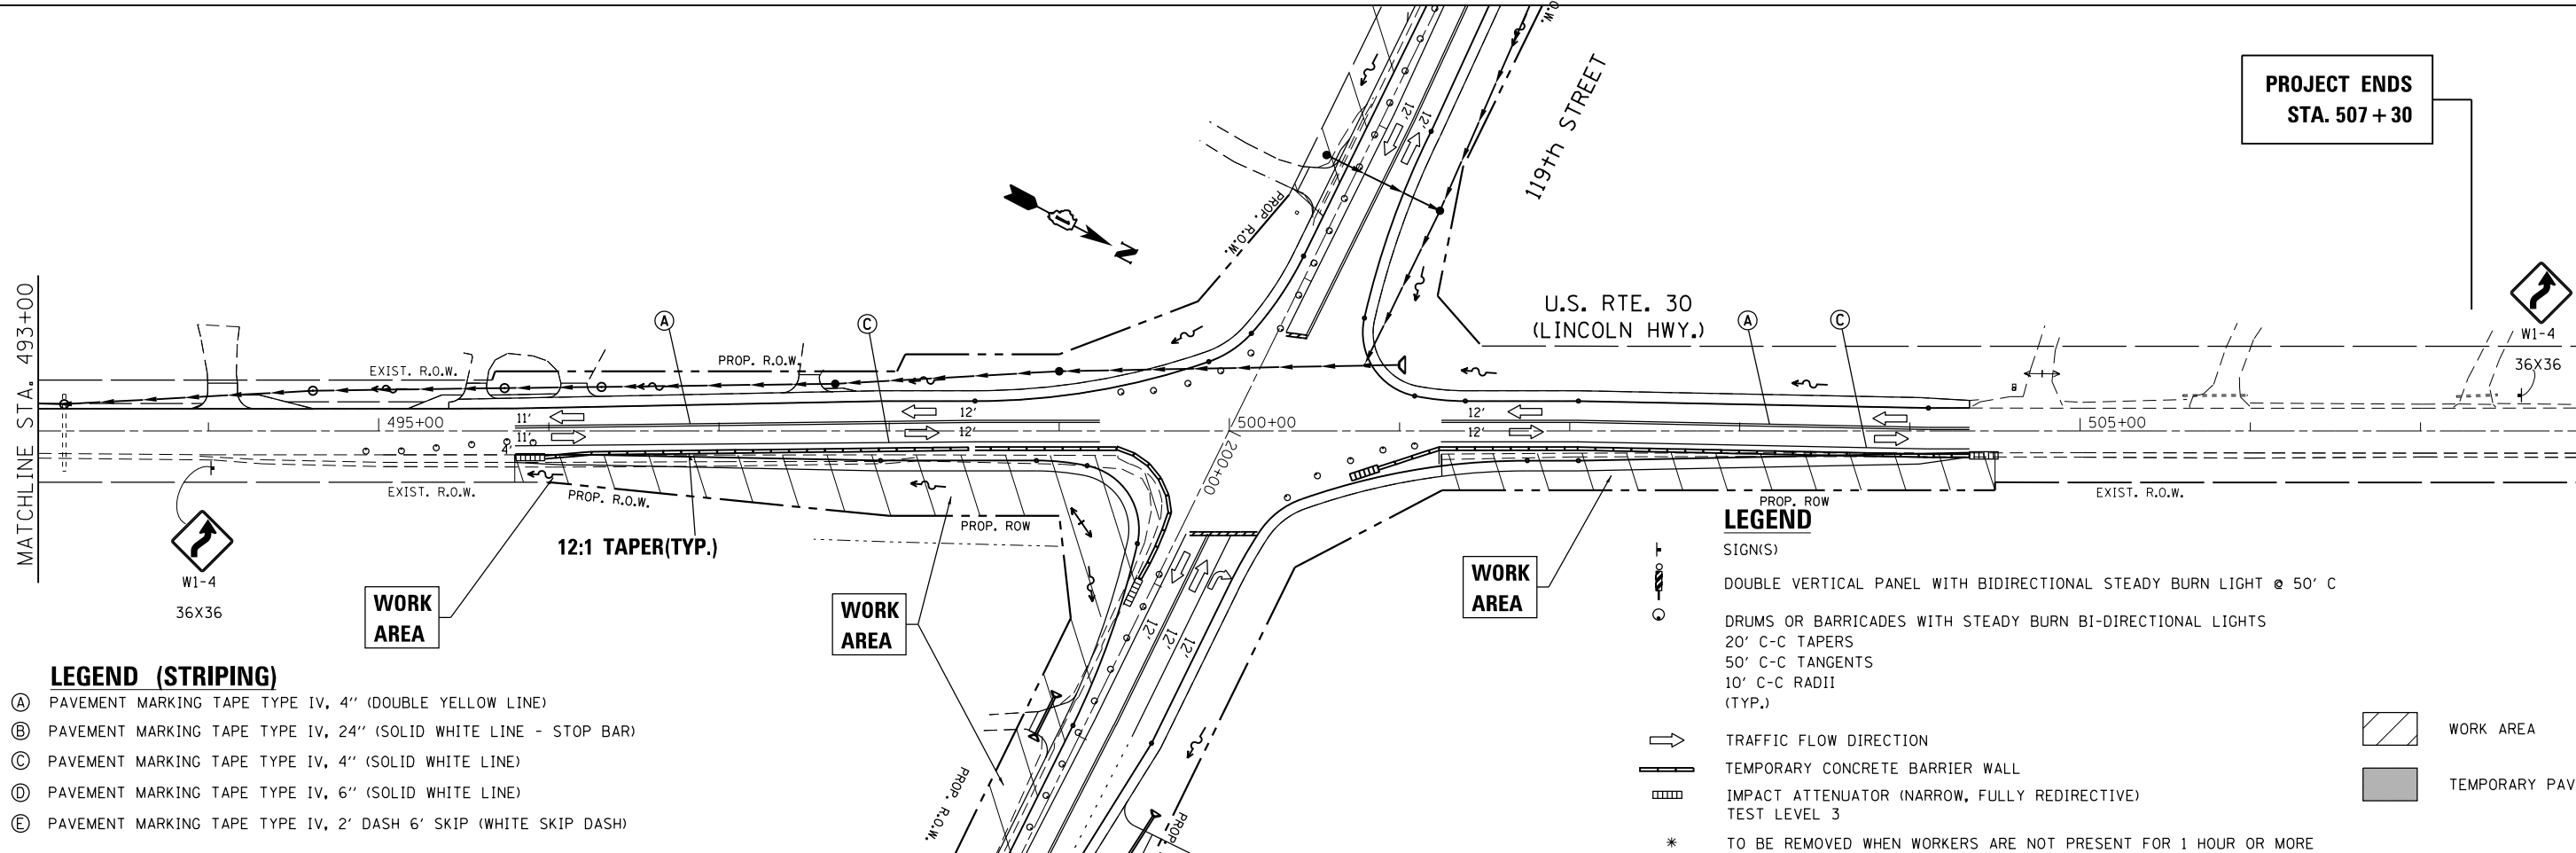 119th STREET
PROJECT ENDS
STA. 507 + 30
12'
12'
PROP. R.O.W.
N
U.S. RTE. 30
(LINCOLN HWY.)
W1-4
36X36
MATCHLINE STA. 493+00
A
C
A
C
EXIST. R.O.W.
PROP. R.O.W.
495+00
500+00
505+00
11'
12'
12'
11'
12'
12'
4'
200+00
EXIST. R.O.W.
PROP. R.O.W.
PROP. ROW
PROP. ROW
EXIST. R.O.W.
12:1 TAPER(TYP.)
W1-4
36X36
WORK
AREA
WORK
AREA
WORK
AREA
12'
12'
12'
PROP. R.O.W.
PROP.
LEGEND (STRIPING)
A PAVEMENT MARKING TAPE TYPE IV, 4'' (DOUBLE YELLOW LINE)
B PAVEMENT MARKING TAPE TYPE IV, 24'' (SOLID WHITE LINE - STOP BAR)
C PAVEMENT MARKING TAPE TYPE IV, 4'' (SOLID WHITE LINE)
D PAVEMENT MARKING TAPE TYPE IV, 6'' (SOLID WHITE LINE)
E PAVEMENT MARKING TAPE TYPE IV, 2' DASH 6' SKIP (WHITE SKIP DASH)
LEGEND
SIGN(S)
DOUBLE VERTICAL PANEL WITH BIDIRECTIONAL STEADY BURN LIGHT @ 50' C
DRUMS OR BARRICADES WITH STEADY BURN BI-DIRECTIONAL LIGHTS
20' C-C TAPERS
50' C-C TANGENTS
10' C-C RADII
(TYP.)
TRAFFIC FLOW DIRECTION
TEMPORARY CONCRETE BARRIER WALL
IMPACT ATTENUATOR (NARROW, FULLY REDIRECTIVE)
TEST LEVEL 3
* TO BE REMOVED WHEN WORKERS ARE NOT PRESENT FOR 1 HOUR OR MORE
WORK AREA
TEMPORARY PAV